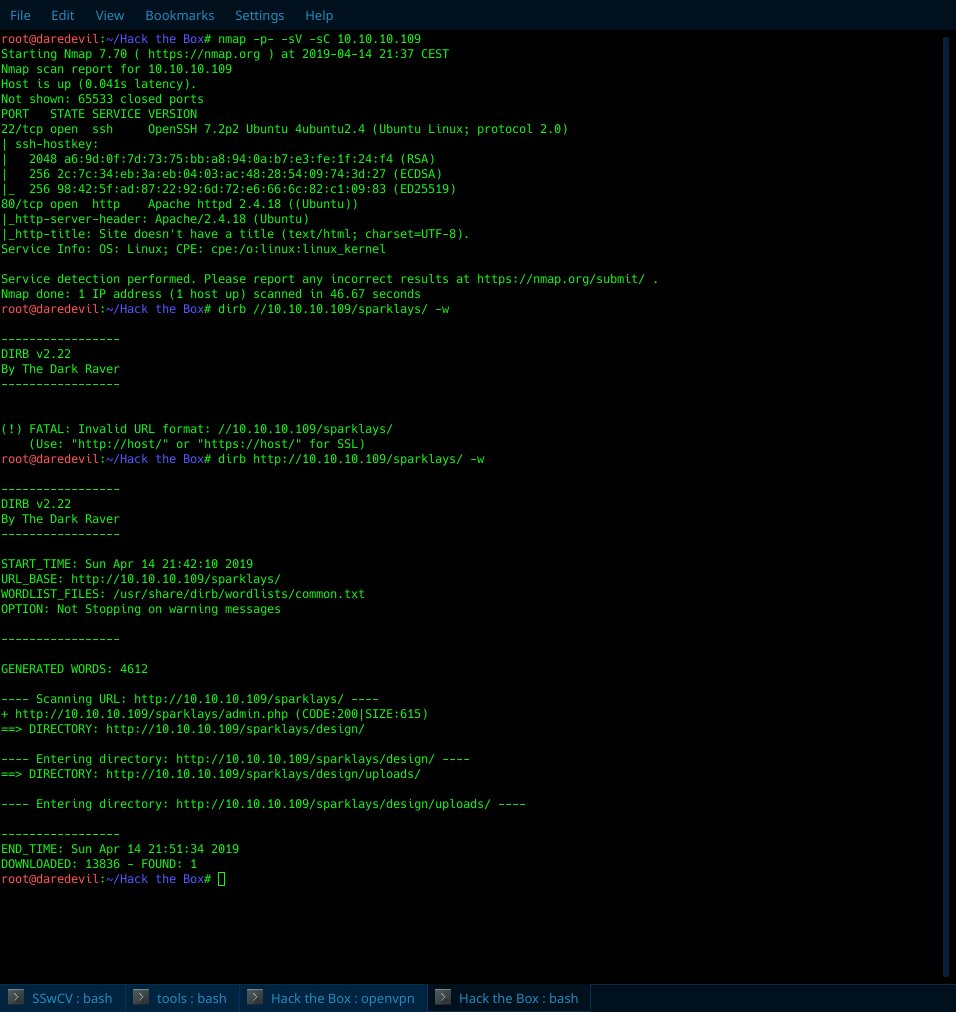 File Edit View Bookmarks Settings Help
root@daredevil:~/Hack the Box# nmap -p- -sV -sC 10.10.10.109
Starting Nmap 7.70 ( https://nmap.org ) at 2019-04-14 21:37 CEST
Nmap scan report for 10.10.10.109
Host is up (0.041s latency).
Not shown: 65533 closed ports
PORT   STATE SERVICE VERSION
22/tcp open  ssh     OpenSSH 7.2p2 Ubuntu 4ubuntu2.4 (Ubuntu Linux; protocol 2.0)
| ssh-hostkey:
|   2048 a6:9d:0f:7d:73:75:bb:a8:94:0a:b7:e3:fe:1f:24:f4 (RSA)
|   256 2c:7c:34:eb:3a:eb:04:03:ac:48:28:54:09:74:3d:27 (ECDSA)
|_  256 98:42:5f:ad:87:22:92:6d:72:e6:66:6c:82:c1:09:83 (ED25519)
80/tcp open  http    Apache httpd 2.4.18 ((Ubuntu))
|_http-server-header: Apache/2.4.18 (Ubuntu)
|_http-title: Site doesn't have a title (text/html; charset=UTF-8).
Service Info: OS: Linux; CPE: cpe:/o:linux:linux_kernel
Service detection performed. Please report any incorrect results at https://nmap.org/submit/ .
Nmap done: 1 IP address (1 host up) scanned in 46.67 seconds
root@daredevil:~/Hack the Box# dirb //10.10.10.109/sparklays/ -w
-----------------
DIRB v2.22
By The Dark Raver
-----------------
(!) FATAL: Invalid URL format: //10.10.10.109/sparklays/
    (Use: "http://host/" or "https://host/" for SSL)
root@daredevil:~/Hack the Box# dirb http://10.10.10.109/sparklays/ -w
-----------------
DIRB v2.22
By The Dark Raver
-----------------
START_TIME: Sun Apr 14 21:42:10 2019
URL_BASE: http://10.10.10.109/sparklays/
WORDLIST_FILES: /usr/share/dirb/wordlists/common.txt
OPTION: Not Stopping on warning messages
-----------------
GENERATED WORDS: 4612
---- Scanning URL: http://10.10.10.109/sparklays/ ----
+ http://10.10.10.109/sparklays/admin.php (CODE:200|SIZE:615)
==> DIRECTORY: http://10.10.10.109/sparklays/design/
---- Entering directory: http://10.10.10.109/sparklays/design/ ----
==> DIRECTORY: http://10.10.10.109/sparklays/design/uploads/
---- Entering directory: http://10.10.10.109/sparklays/design/uploads/ ----
-----------------
END_TIME: Sun Apr 14 21:51:34 2019
DOWNLOADED: 13836 - FOUND: 1
root@daredevil:~/Hack the Box#
SSwCV : bash
tools : bash
Hack the Box : openvpn
Hack the Box : bash